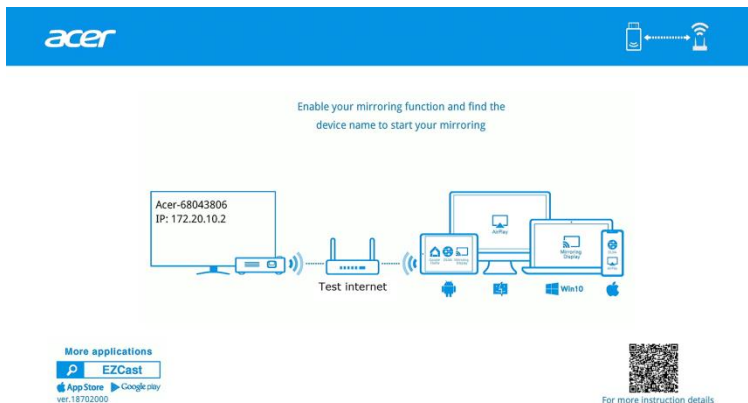 acer
Enable your mirroring function and find the
device name to start your mirroring
Acer-68043806
IP: 172.20.10.2
Test internet
AirPlay
Mirroring
Display
Win10
More applications
EZCast
App Store Google play
ver.18702000
For more instruction details